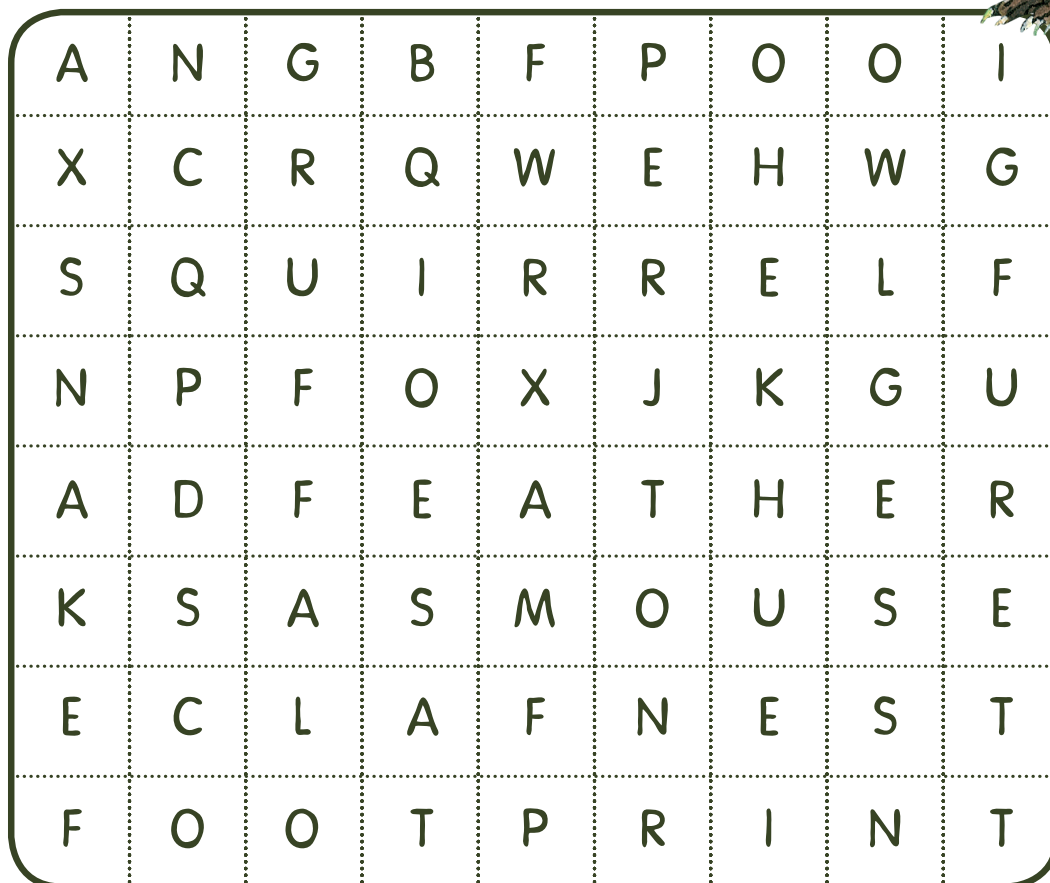 A N G B F P O O I
X C R Q W E H W G
S Q U I R R E L F
N P F O X J K G U
A D F E A T H E R
K S A S M O U S E
E C L A F N E S T
F O O T P R I N T